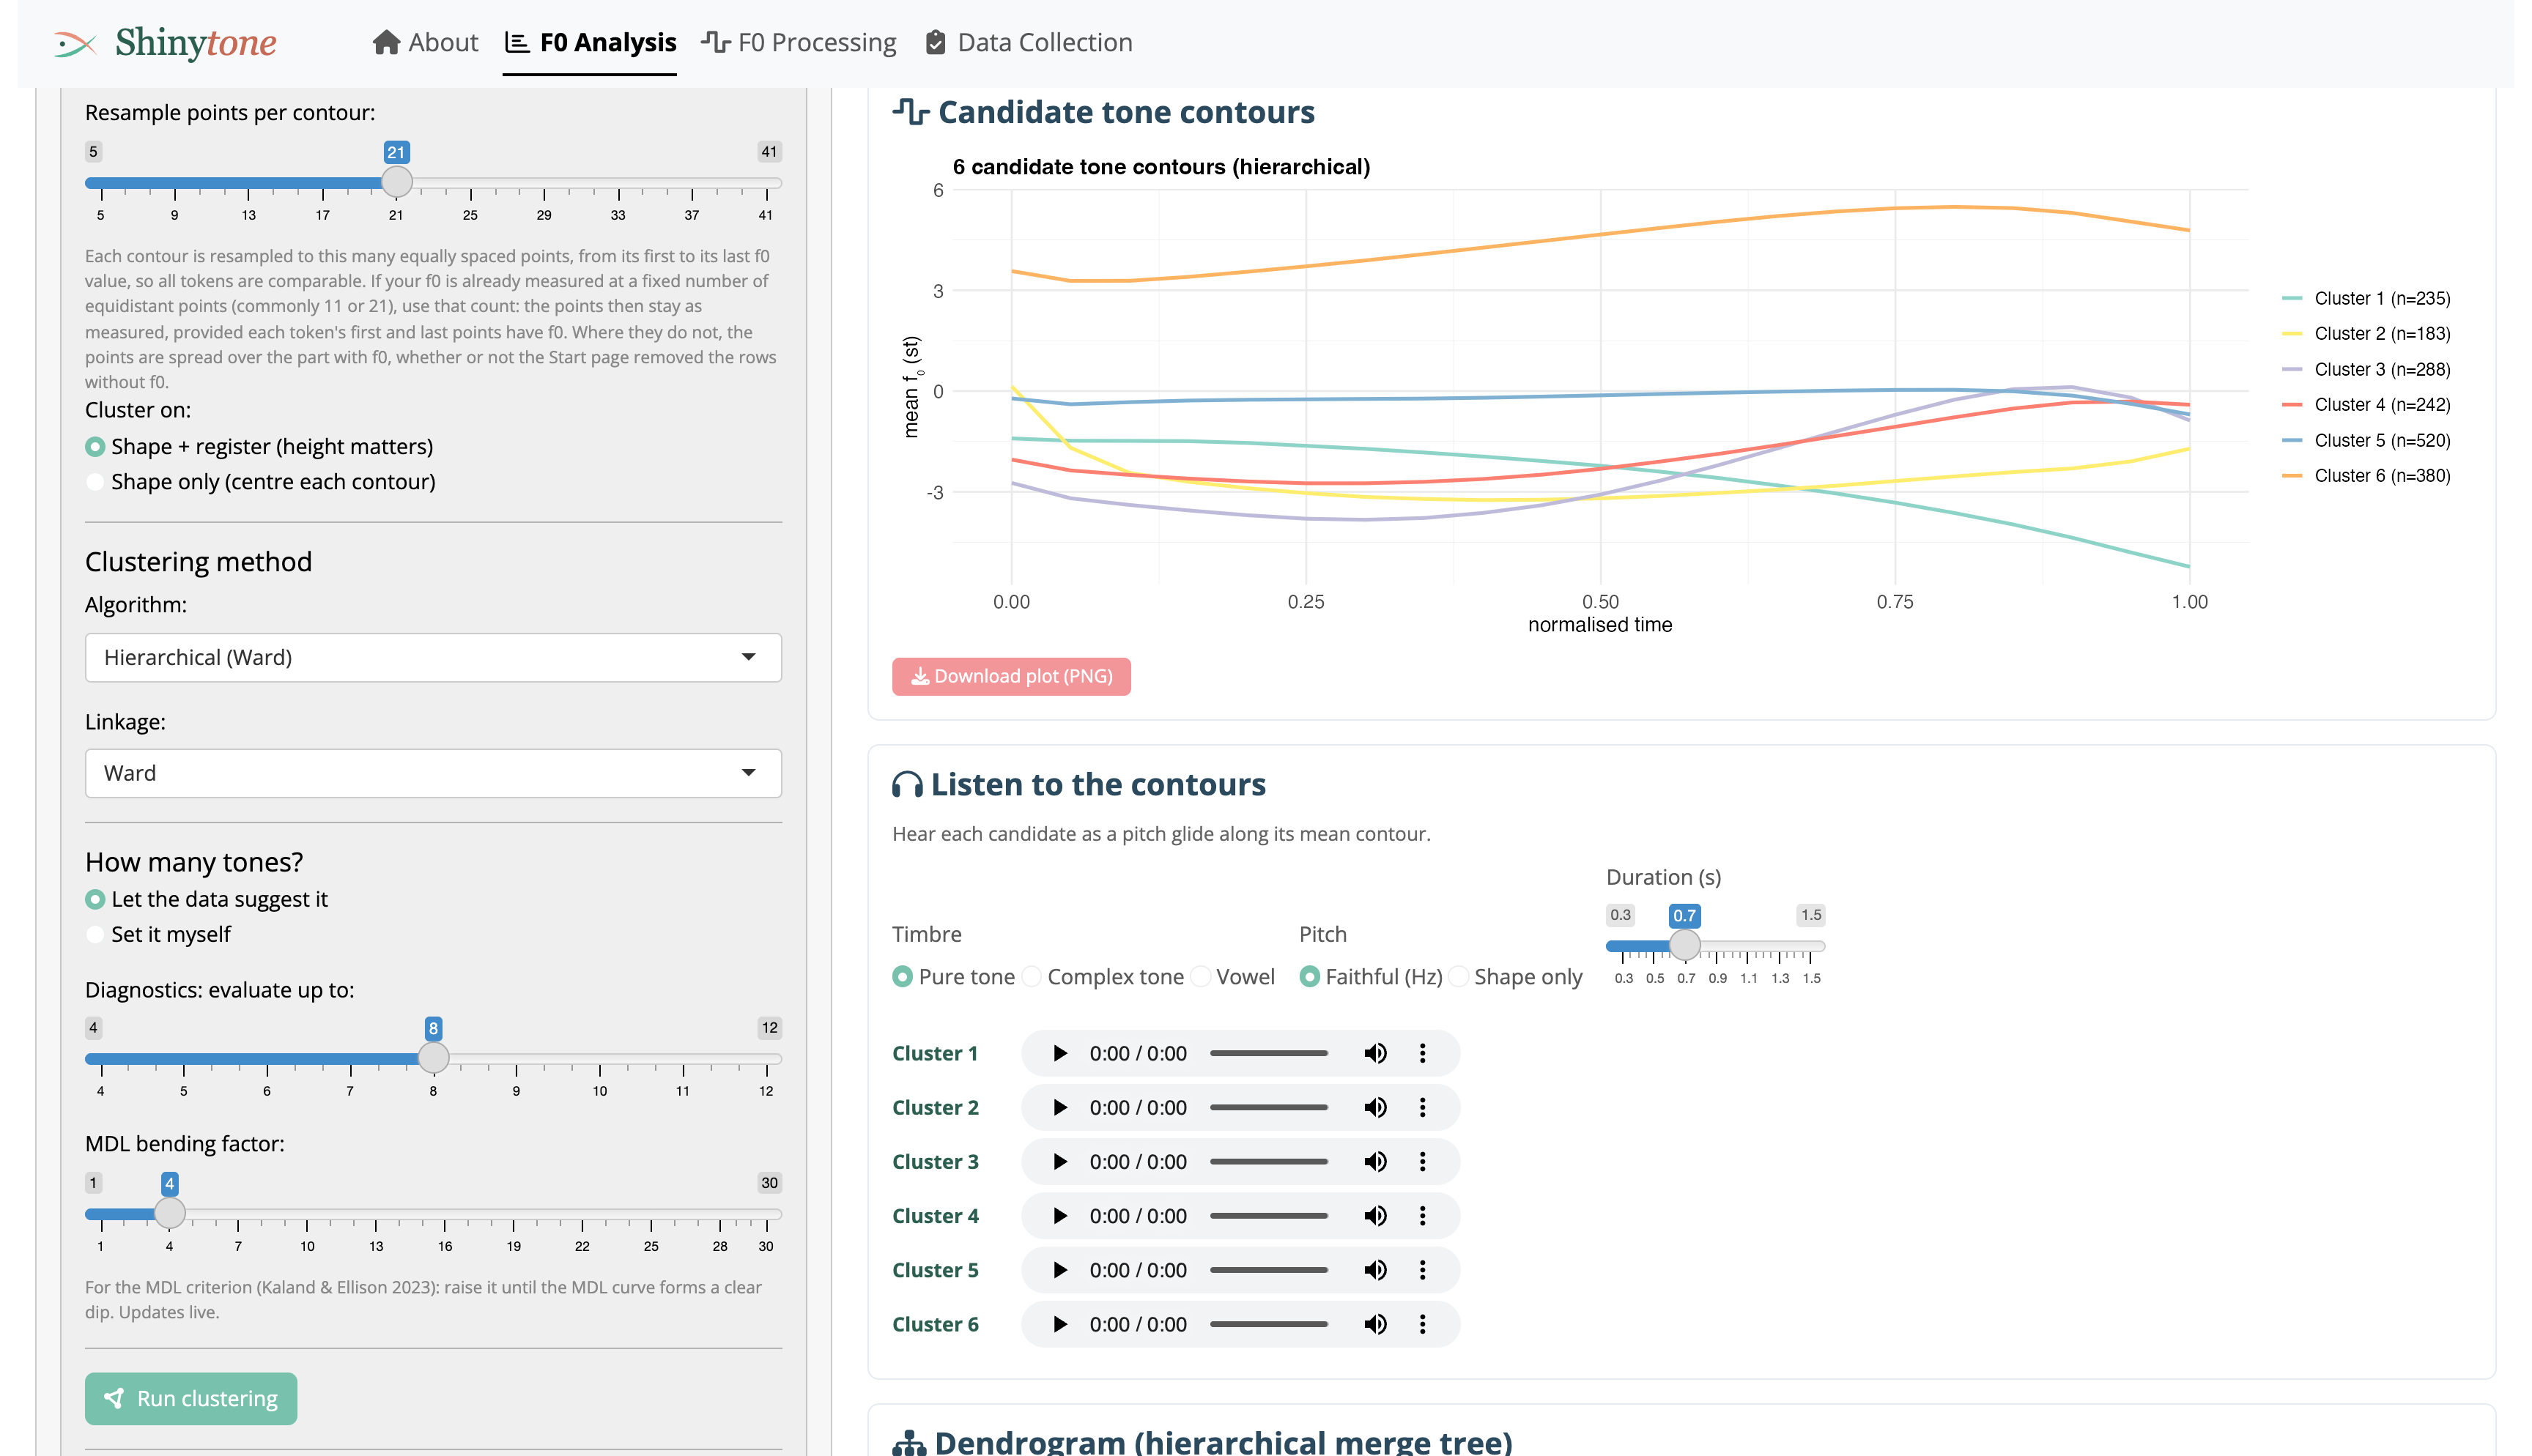 Shinytone
About
F0 Analysis
F0 Processing
Data Collection
Resample points per contour:
5
21
41
5 9 13 17 21 25 29 33 37 41
Each contour is resampled to this many equally spaced points, from its first to its last f0
value, so all tokens are comparable. If your f0 is already measured at a fixed number of
equidistant points (commonly 11 or 21), use that count: the points then stay as
measured, provided each token's first and last points have f0. Where they do not, the
points are spread over the part with f0, whether or not the Start page removed the rows
without f0.
Cluster on:
Shape + register (height matters)
Shape only (centre each contour)
Clustering method
Algorithm:
Hierarchical (Ward)
Linkage:
Ward
How many tones?
Let the data suggest it
Set it myself
Diagnostics: evaluate up to:
4
8
12
4 5 6 7 8 9 10 11 12
MDL bending factor:
1
4
30
1 4 7 10 13 16 19 22 25 28 30
For the MDL criterion (Kaland & Ellison 2023): raise it until the MDL curve forms a clear
dip. Updates live.
Run clustering
Candidate tone contours
6 candidate tone contours (hierarchical)
6
3
0
-3
mean f0 (st)
0.00 0.25 0.50 0.75 1.00
normalised time
Cluster 1 (n=235)
Cluster 2 (n=183)
Cluster 3 (n=288)
Cluster 4 (n=242)
Cluster 5 (n=520)
Cluster 6 (n=380)
Download plot (PNG)
Listen to the contours
Hear each candidate as a pitch glide along its mean contour.
Timbre
Pure tone Complex tone Vowel
Pitch
Faithful (Hz) Shape only
Duration (s)
0.3
0.7
1.5
0.3 0.5 0.7 0.9 1.1 1.3 1.5
Cluster 1 0:00 / 0:00
Cluster 2 0:00 / 0:00
Cluster 3 0:00 / 0:00
Cluster 4 0:00 / 0:00
Cluster 5 0:00 / 0:00
Cluster 6 0:00 / 0:00
Dendrogram (hierarchical merge tree)